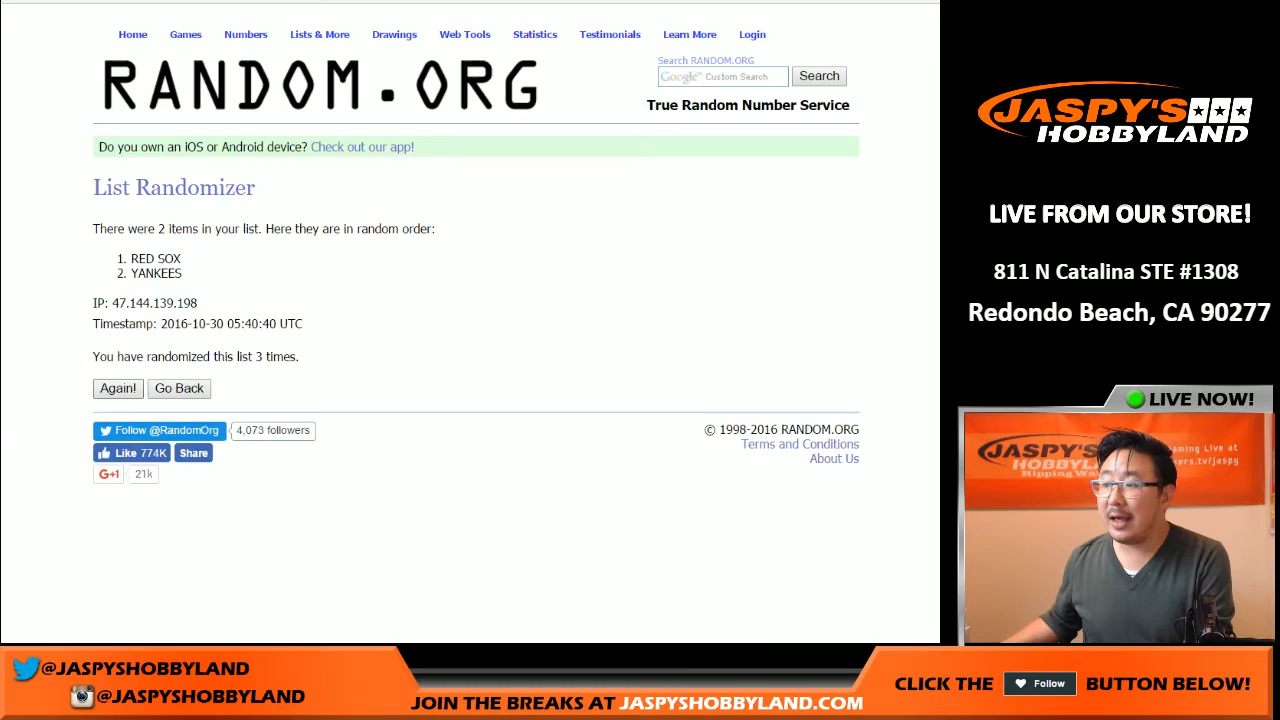 Home Games Numbers Lists & More Drawings Web Tools Statistics Testimonials Learn More Login
RANDOM.ORG
Search RANDOM.ORG
Google™ Custom Search Search
True Random Number Service
Do you own an iOS or Android device? Check out our app!
List Randomizer
There were 2 items in your list. Here they are in random order:
1. RED SOX
2. YANKEES
IP: 47.144.139.198
Timestamp: 2016-10-30 05:40:40 UTC
You have randomized this list 3 times.
Again! Go Back
Follow @RandomOrg 4,073 followers
Like 774K Share
G+1 21k
© 1998-2016 RANDOM.ORG
Terms and Conditions
About Us
JASPY'S
HOBBYLAND
LIVE FROM OUR STORE!
811 N Catalina STE #1308
Redondo Beach, CA 90277
LIVE NOW!
JASPY'S
Live at
/jaspy
@JASPYSHOBBYLAND
@JASPYSHOBBYLAND
JOIN THE BREAKS AT JASPYSHOBBYLAND.COM
CLICK THE Follow BUTTON BELOW!